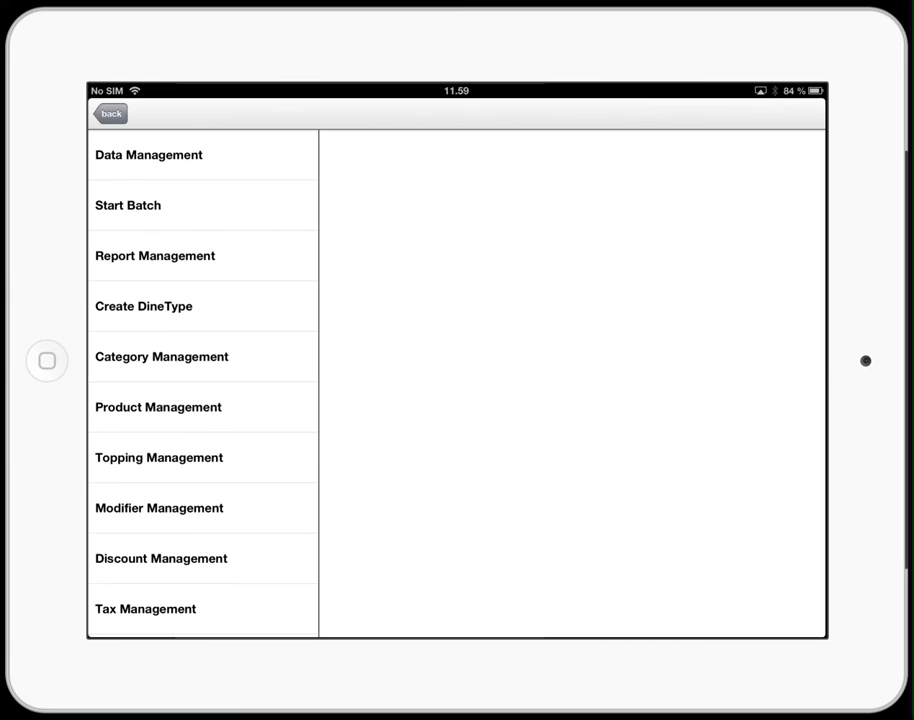 No SIM 11.59 84 %
back
Data Management
Start Batch
Report Management
Create DineType
Category Management
Product Management
Topping Management
Modifier Management
Discount Management
Tax Management